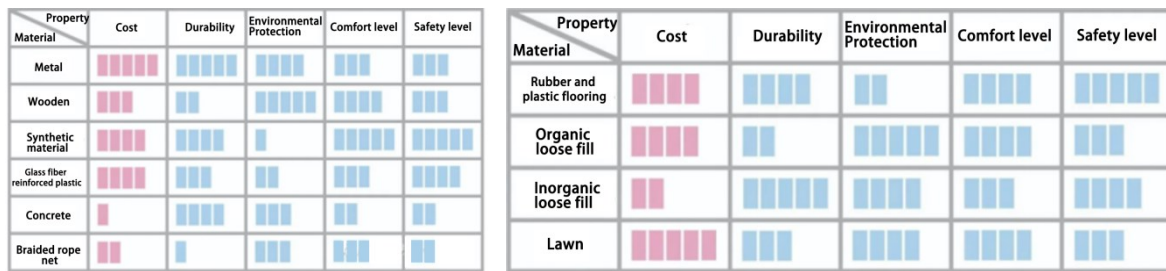 Property
Material
Cost
Durability
Environmental
Protection
Comfort level
Safety level
Metal
Wooden
Synthetic
material
Glass fiber
reinforced plastic
Concrete
Braided rope
net
Property
Material
Cost
Durability
Environmental
Protection
Comfort level
Safety level
Rubber and
plastic flooring
Organic
loose fill
Inorganic
loose fill
Lawn